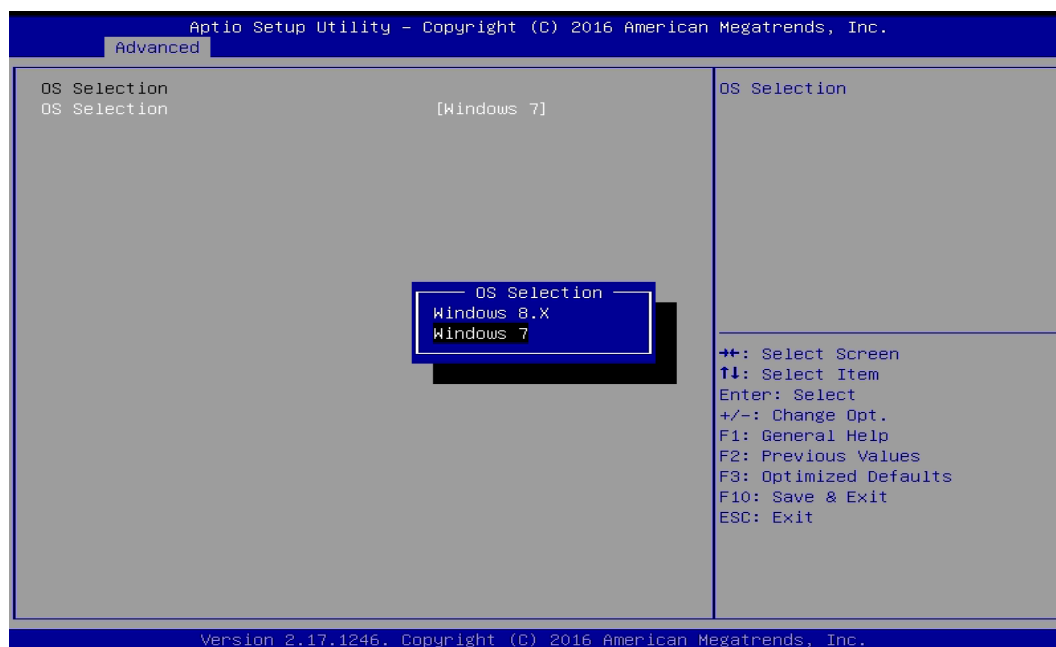 Aptio Setup Utility – Copyright (C) 2016 American Megatrends, Inc.
Advanced
OS Selection
OS Selection [Windows 7]
OS Selection
OS Selection
Windows 8.X
Windows 7
→←: Select Screen
↑↓: Select Item
Enter: Select
+/-: Change Opt.
F1: General Help
F2: Previous Values
F3: Optimized Defaults
F10: Save & Exit
ESC: Exit
Version 2.17.1246. Copyright (C) 2016 American Megatrends, Inc.